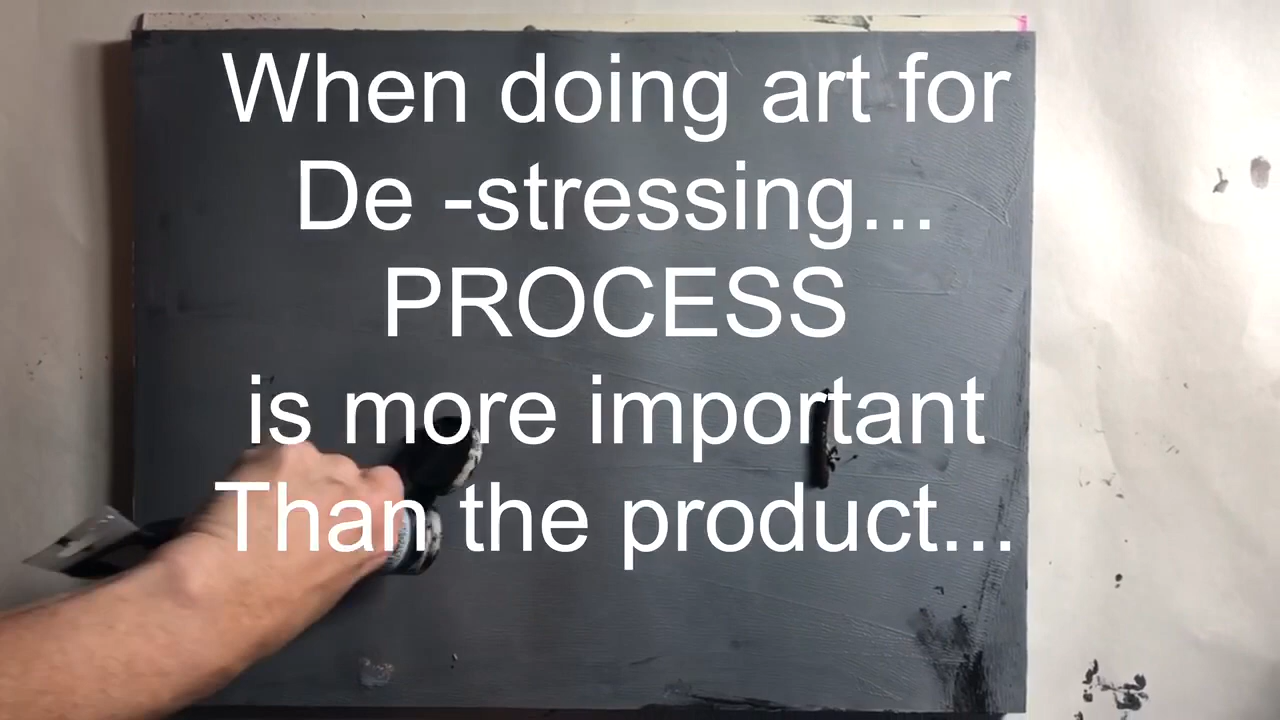 When doing art for
De -stressing...
PROCESS
is more important
Than the product...